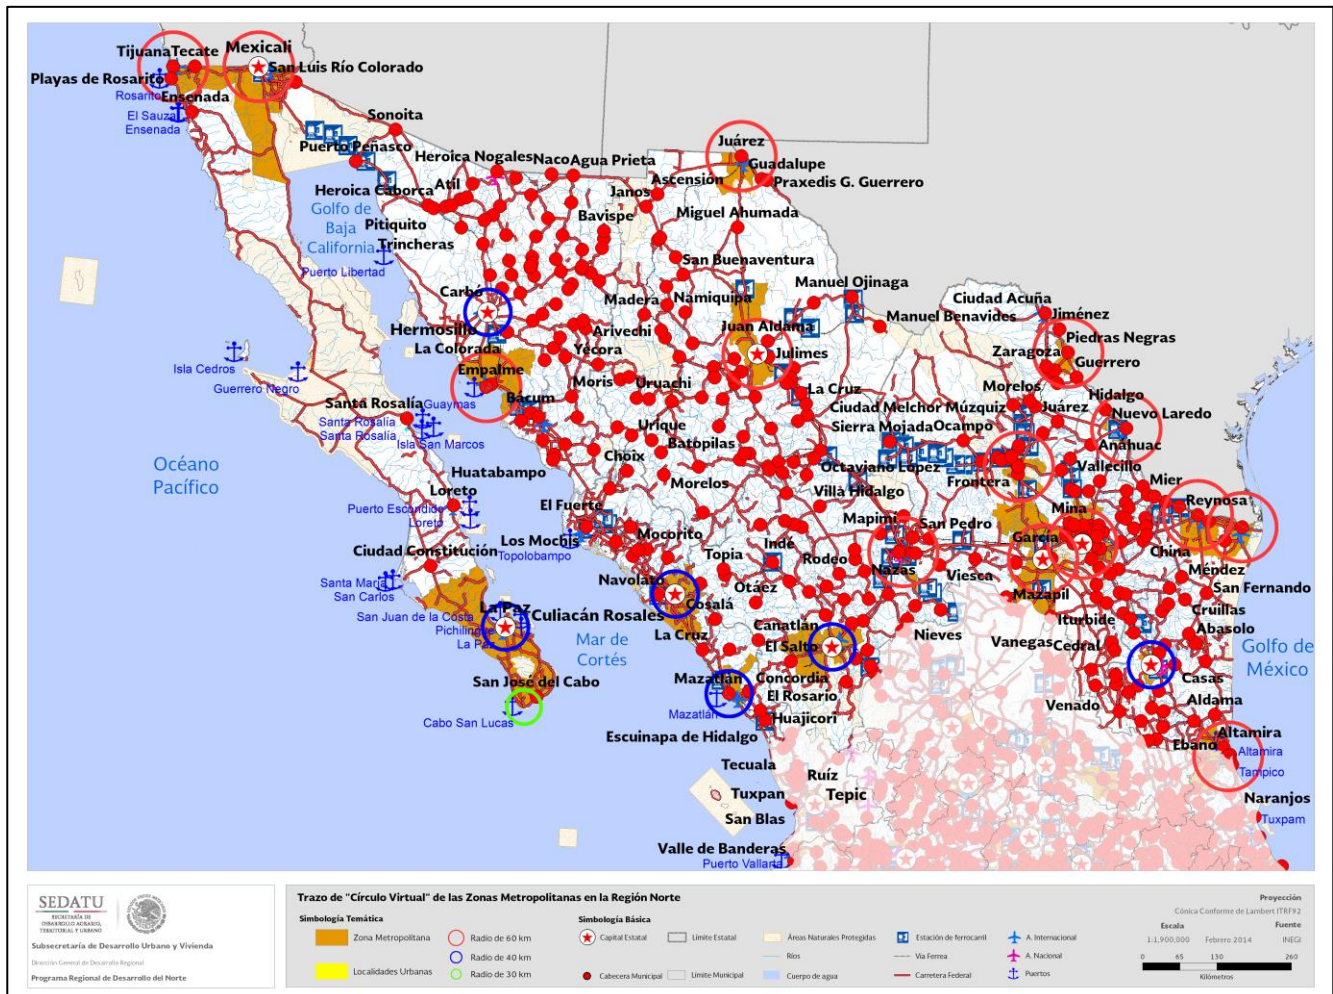 Mexicali
TijuanaTecate
San Luis Río Colorado
Playas de Rosarito
Rosarito
Ensenada
El Sauzal
Ensenada
Sonoita
Puerto Peñasco
Heroica Nogales
Naco
Agua Prieta
Juárez
Guadalupe
Ascensión
Praxedis G. Guerrero
Heroica Caborca
Atil
Janos
Golfo de
Baja
California
Pitiquito
Bavispe
Miguel Ahumada
Trincheras
Puerto Libertad
San Buenaventura
Carbó
Madera
Namiquipa
Manuel Ojinaga
Ciudad Acuña
Jiménez
Manuel Benavides
Hermosillo
Arivechi
Juan Aldama
Piedras Negras
La Colorada
Yécora
Julimes
Zaragoza
Guerrero
Isla Cedros
Guerrero Negro
Empalme
Moris
Uruachi
La Cruz
Morelos
Hidalgo
Santa Rosalía
Guaymas
Bácum
Ciudad Melchor Múzquiz
Juárez
Nuevo Laredo
Santa Rosalía
Santa Rosalía
Isla San Marcos
Urique
Batopilas
Sierra Mojada
Ocampo
Anáhuac
Océano
Pacífico
Huatabampo
Choix
Morelos
Octaviano López
Frontera
Vallecillo
Loreto
Puerto Escondido
Loreto
El Fuerte
Villa Hidalgo
Mina
Mier
Reynosa
Los Mochis
Topolobampo
Mocorito
Mapimí
San Pedro
García
China
Ciudad Constitución
Topia
Indé
Rodeo
Nazas
Viesca
Méndez
Santa María
San Carlos
Navolato
Otáez
Mazapil
San Fernando
San Juan de la Costa
La Paz
Culiacán Rosales
Cosalá
Canatlán
Nieves
Iturbide
Cruillas
Pichilingue
La Paz
Mar de
Cortés
La Cruz
El Salto
Vanegas
Cedral
Abasolo
Golfo de
México
San José del Cabo
Mazatlán
Concordia
Casas
Cabo San Lucas
Mazatlán
El Rosario
Venado
Aldama
Escuinapa de Hidalgo
Huajicori
Ebano
Altamira
Altamira
Tampico
Tecuala
Ruíz
Tuxpan
Tepic
Naranjos
San Blas
Tuxpam
Valle de Banderas
Puerto Vallarta
SEDATU
SECRETARÍA DE
DESARROLLO AGRARIO,
TERRITORIAL Y URBANO
Subsecretaría de Desarrollo Urbano y Vivienda
Dirección General de Desarrollo Regional
Programa Regional de Desarrollo del Norte
Trazo de "Círculo Virtual" de las Zonas Metropolitanas en la Región Norte
Simbología Temática
Zona Metropolitana
Localidades Urbanas
Radio de 60 km
Radio de 40 km
Radio de 30 km
Simbología Básica
Capital Estatal
Cabecera Municipal
Límite Estatal
Límite Municipal
Áreas Naturales Protegidas
Ríos
Cuerpo de agua
Estación de ferrocarril
Vía Ferrea
Carretera Federal
A. Internacional
A. Nacional
Puertos
Proyección
Cónica Conforme de Lambert ITRF92
Escala
Fuente
1:1,900,000
Febrero 2014
INEGI
0 65 130 260
Kilómetros